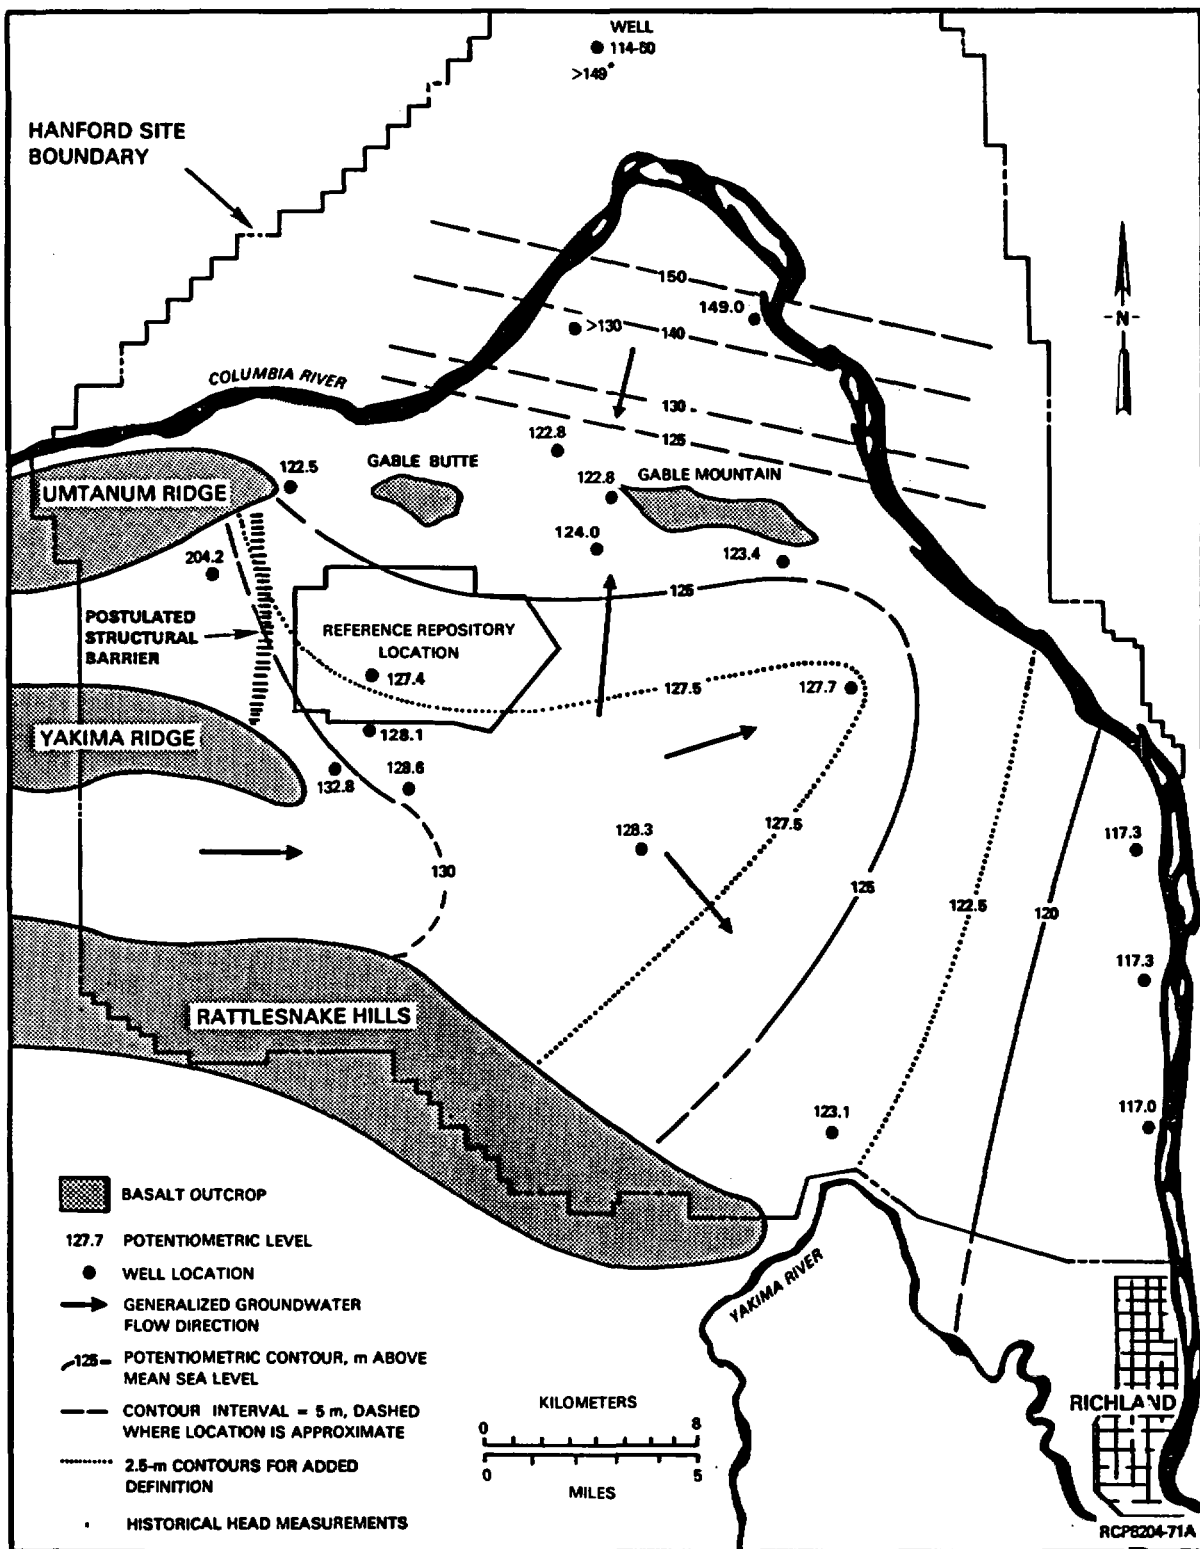 WELL
114-60
>149*
HANFORD SITE
BOUNDARY
-N-
150
149.0
>130
140
COLUMBIA RIVER
130
125
122.8
GABLE BUTTE
122.5
UMTANUM RIDGE
122.8
GABLE MOUNTAIN
124.0
123.4
204.2
125
POSTULATED
STRUCTURAL
BARRIER
REFERENCE REPOSITORY
LOCATION
127.4
127.5
127.7
YAKIMA RIDGE
128.1
132.8
128.6
128.3
127.5
117.3
130
125
122.5
120
117.3
RATTLESNAKE HILLS
123.1
117.0
BASALT OUTCROP
127.7 POTENTIOMETRIC LEVEL
WELL LOCATION
GENERALIZED GROUNDWATER
FLOW DIRECTION
125 POTENTIOMETRIC CONTOUR, m ABOVE
MEAN SEA LEVEL
CONTOUR INTERVAL = 5 m, DASHED
WHERE LOCATION IS APPROXIMATE
2.5-m CONTOURS FOR ADDED
DEFINITION
* HISTORICAL HEAD MEASUREMENTS
YAKIMA RIVER
KILOMETERS
0 8
0 5
MILES
RICHLAND
RCP8204-71A